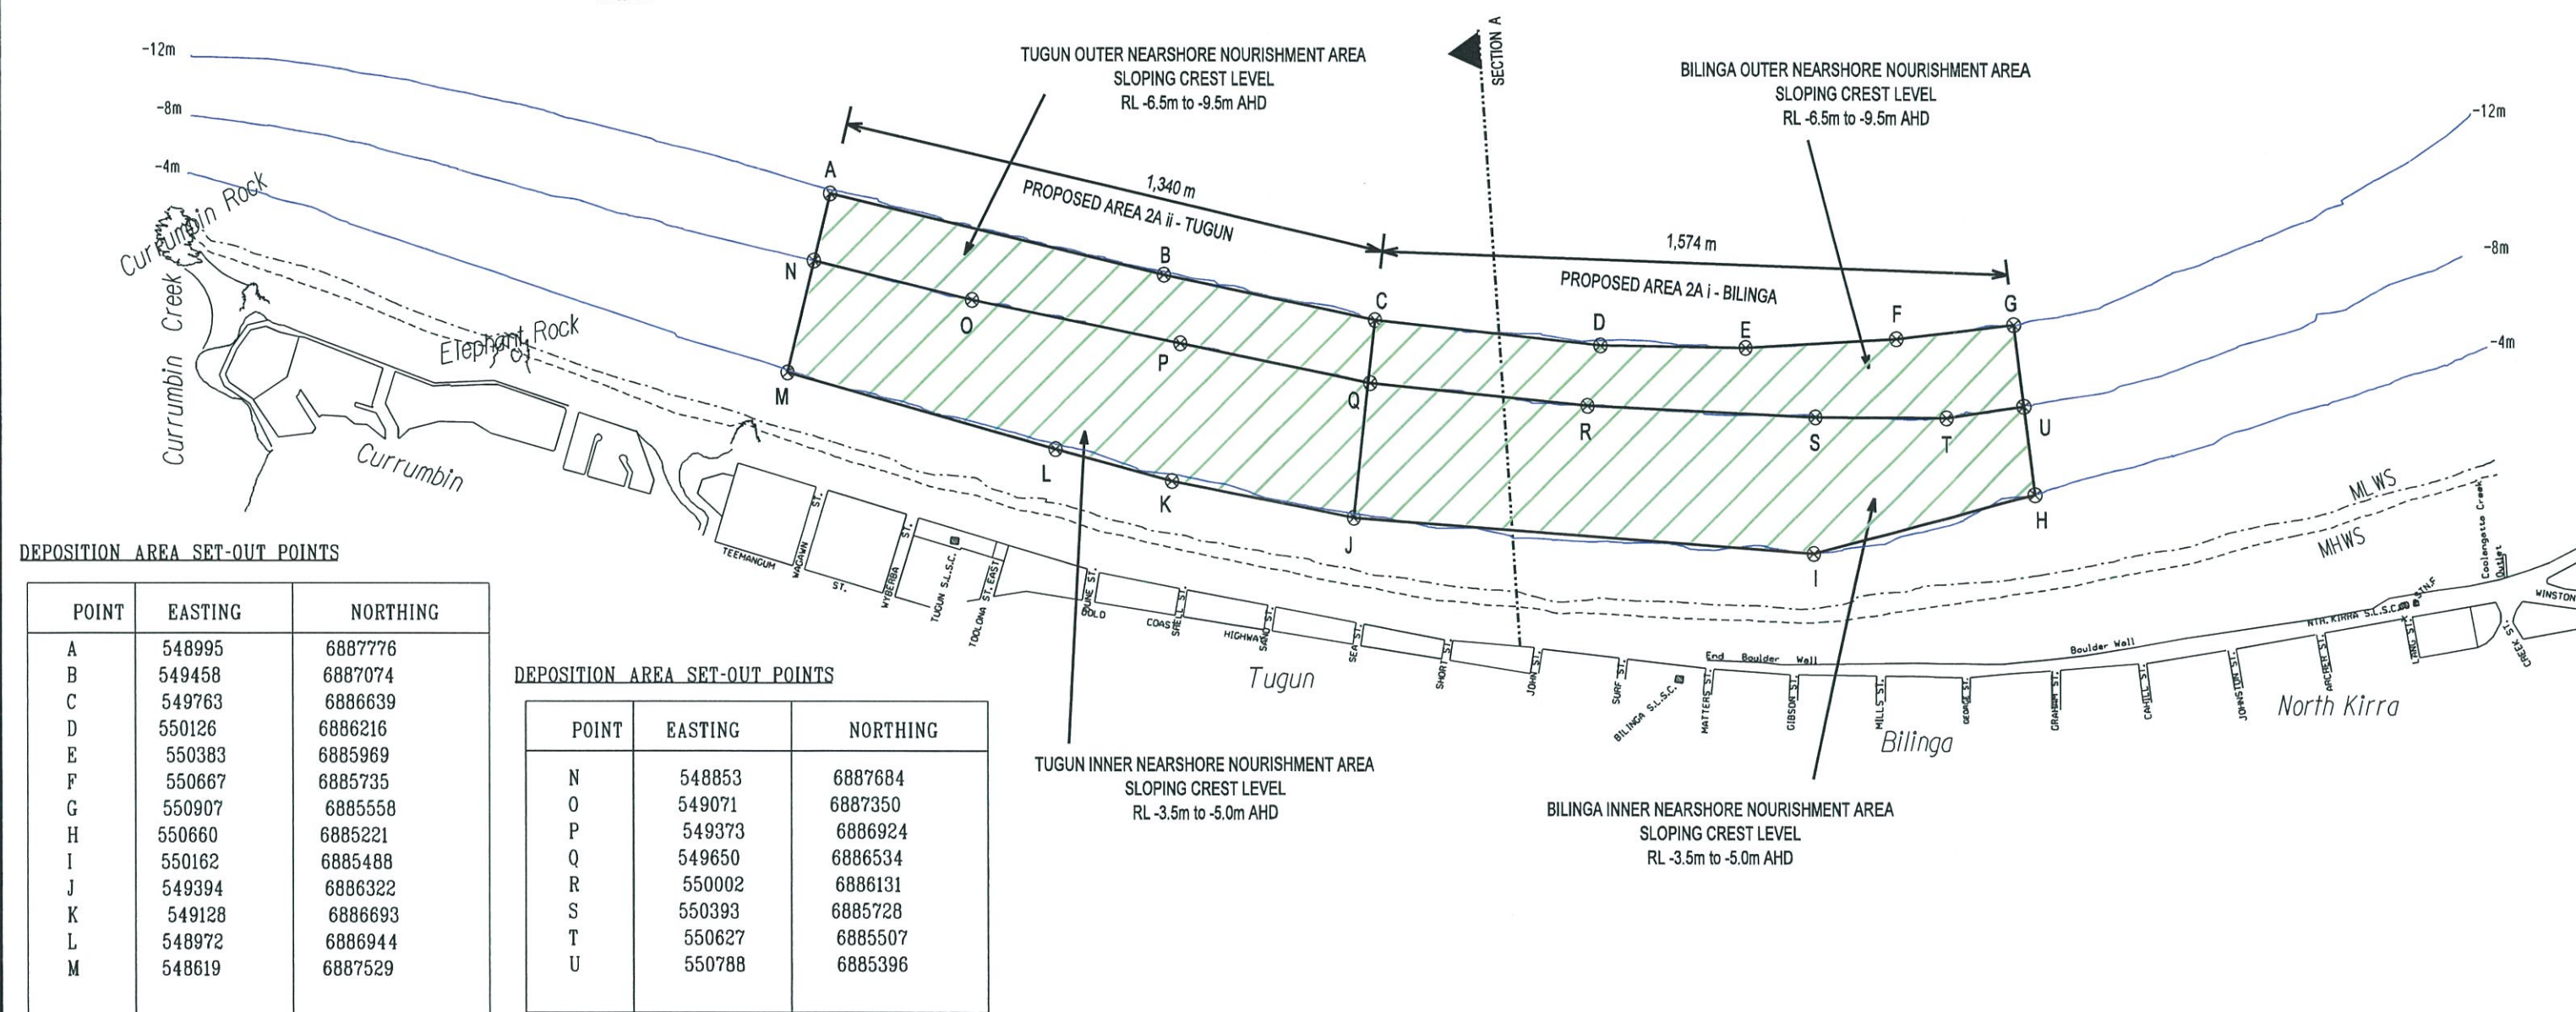 -12m
-8m
-4m
TUGUN OUTER NEARSHORE NOURISHMENT AREA
SLOPING CREST LEVEL
RL -6.5m to -9.5m AHD
SECTION A
BILINGA OUTER NEARSHORE NOURISHMENT AREA
SLOPING CREST LEVEL
RL -6.5m to -9.5m AHD
-12m
-8m
-4m
1,340 m
PROPOSED AREA 2A ii - TUGUN
1,574 m
PROPOSED AREA 2A i - BILINGA
A
B
C
D
E
F
G
N
O
P
Q
R
S
T
U
M
L
K
J
I
H
Currumbin Rock
Currumbin Creek
Elephant Rock
Currumbin
MLWS
MHWS
Coolangatta Creek
Outlet
TEEMANGUM
ST.
WAGAWN
ST.
WYBERBA
ST.
TUGUN S.L.S.C.
TOOLONA ST. EAST
DUNE ST.
GOLD
COAST
SHELL ST.
HIGHWAY
SAND ST.
SEA ST.
SHORT ST.
JOHN ST.
SURF ST.
BILINGA S.L.S.C.
MATTERS ST.
End Boulder Wall
GIBSON ST.
MILLS ST.
GEORGE ST.
GRAHAM ST.
Boulder Wall
CAHILL ST.
JOHNSTON ST.
ARCHER ST.
NTH. KIRRA S.L.S.C.
LANG ST.
CREEK ST.
WINSTON
Tugun
Bilinga
North Kirra
TUGUN INNER NEARSHORE NOURISHMENT AREA
SLOPING CREST LEVEL
RL -3.5m to -5.0m AHD
BILINGA INNER NEARSHORE NOURISHMENT AREA
SLOPING CREST LEVEL
RL -3.5m to -5.0m AHD
DEPOSITION AREA SET-OUT POINTS
POINT EASTING NORTHING
A 548995 6887776
B 549458 6887074
C 549763 6886639
D 550126 6886216
E 550383 6885969
F 550667 6885735
G 550907 6885558
H 550660 6885221
I 550162 6885488
J 549394 6886322
K 549128 6886693
L 548972 6886944
M 548619 6887529
DEPOSITION AREA SET-OUT POINTS
POINT EASTING NORTHING
N 548853 6887684
O 549071 6887350
P 549373 6886924
Q 549650 6886534
R 550002 6886131
S 550393 6885728
T 550627 6885507
U 550788 6885396